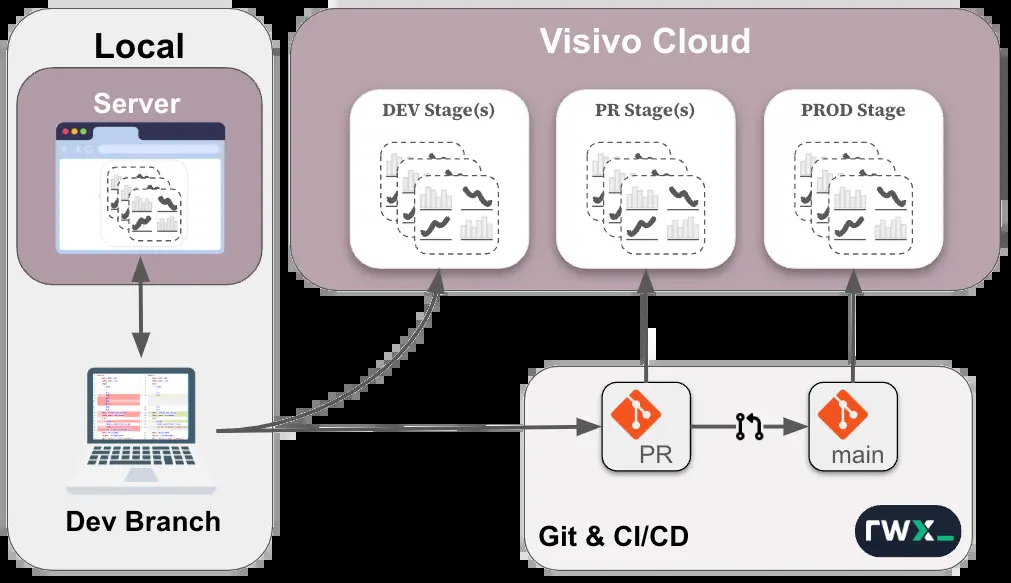 Local
Server
Dev Branch
Visivo Cloud
DEV Stage(s)
PR Stage(s)
PROD Stage
PR
main
Git & CI/CD
rwx_